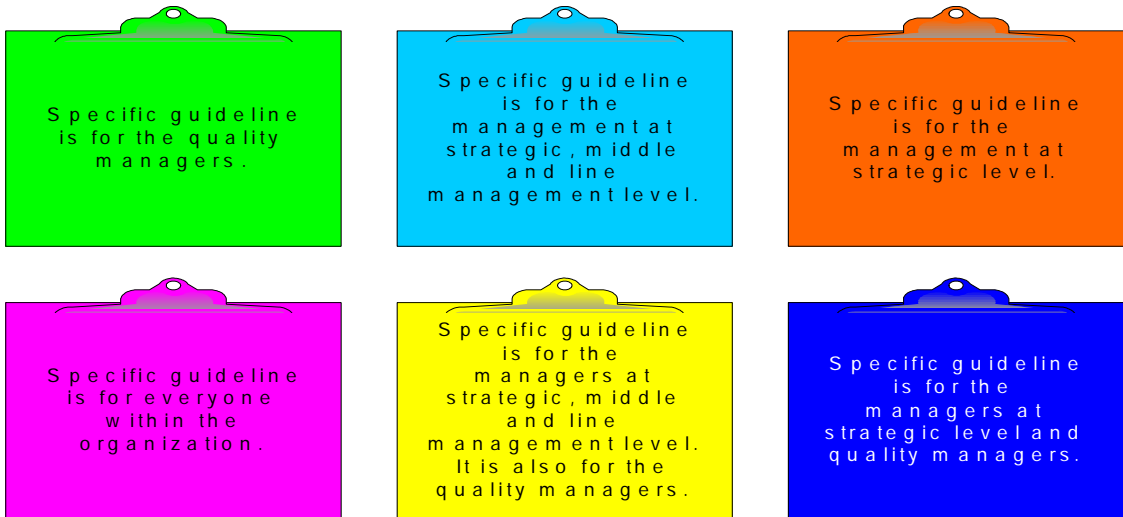 Specific guideline
is for the quality
managers.
Specific guideline
is for the
management at
strategic, middle
and line
management level.
Specific guideline
is for the
management at
strategic level.
Specific guideline
is for everyone
within the
organization.
Specific guideline
is for the
managers at
strategic, middle
and line
management level.
It is also for the
quality managers.
Specific guideline
is for the
managers at
strategic level and
quality managers.